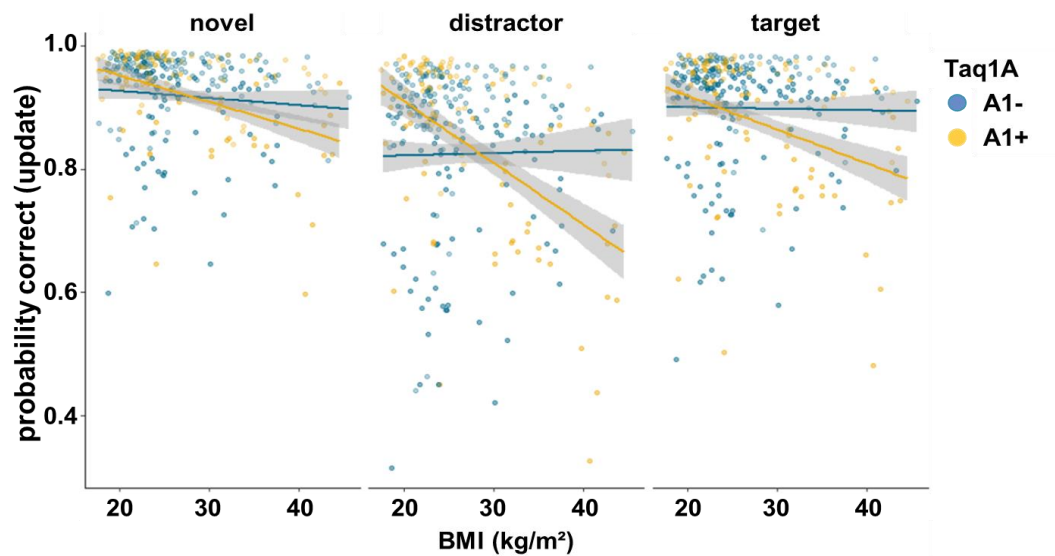 novel distractor target
probability correct (update)
1.0
0.8
0.6
0.4
20 30 40 20 30 40 20 30 40
BMI (kg/m²)
Taq1A
A1-
A1+